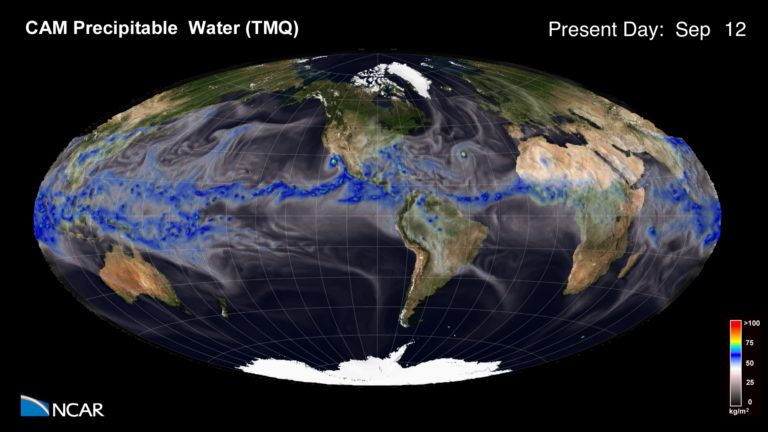 CAM Precipitable Water (TMQ)
Present Day: Sep 12
>100
75
50
25
0
kg/m2
NCAR